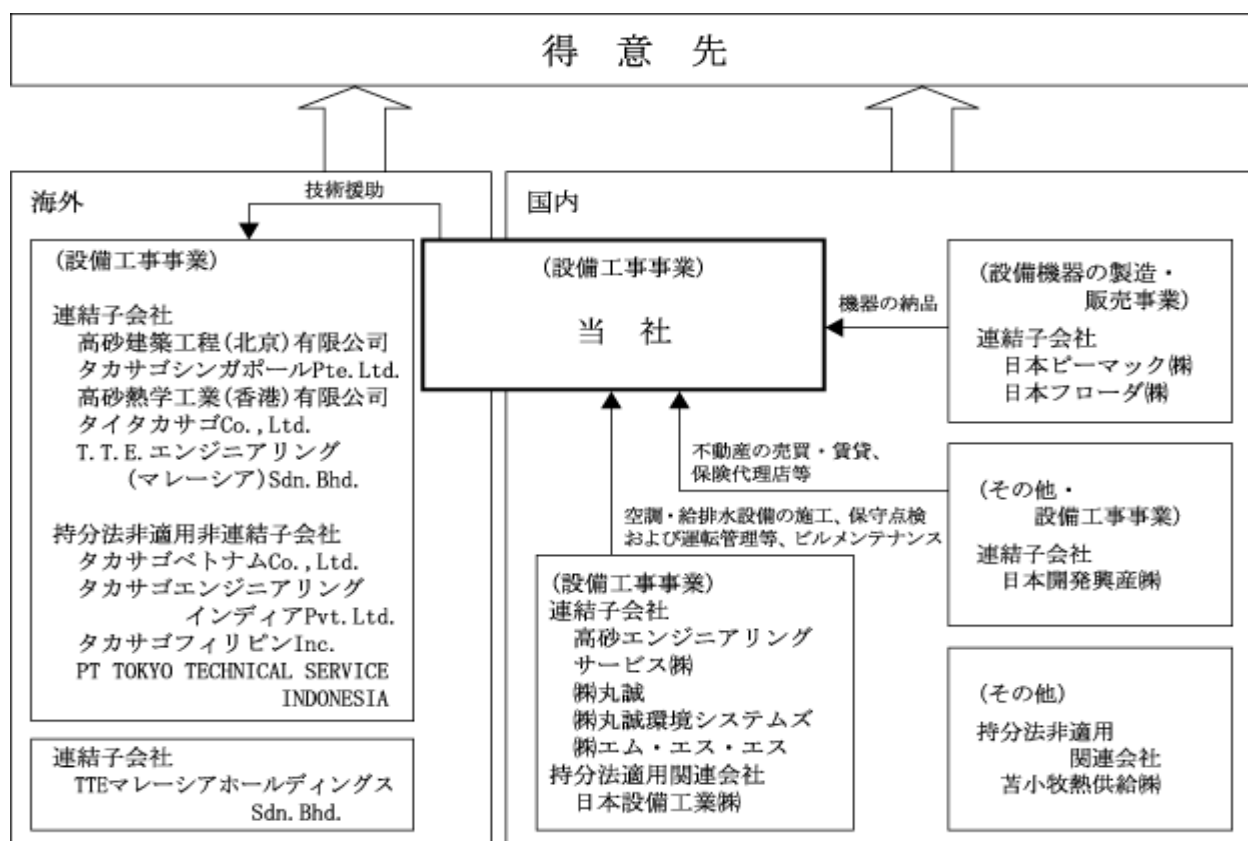 得意先
海外
技術援助
(設備工事事業)
連結子会社
高砂建築工程(北京)有限公司
タカサゴシンガポールPte.Ltd.
高砂熱学工業(香港)有限公司
タイタカサゴCo.,Ltd.
T.T.E.エンジニアリング
(マレーシア)Sdn.Bhd.
持分法非適用非連結子会社
タカサゴベトナムCo.,Ltd.
タカサゴエンジニアリング
インディアPvt.Ltd.
タカサゴフィリピンInc.
PT TOKYO TECHNICAL SERVICE
INDONESIA
連結子会社
TTEマレーシアホールディングス
Sdn.Bhd.
国内
(設備工事事業)
当社
機器の納品
(設備機器の製造・
販売事業)
連結子会社
日本ピーマック㈱
日本フローダ㈱
不動産の売買・賃貸、
保険代理店等
(その他・
設備工事事業)
連結子会社
日本開発興産㈱
空調・給排水設備の施工、保守点検
および運転管理等、ビルメンテナンス
(設備工事事業)
連結子会社
高砂エンジニアリング
サービス㈱
㈱丸誠
㈱丸誠環境システムズ
㈱エム・エス・エス
持分法適用関連会社
日本設備工業㈱
(その他)
持分法非適用
関連会社
苫小牧熱供給㈱